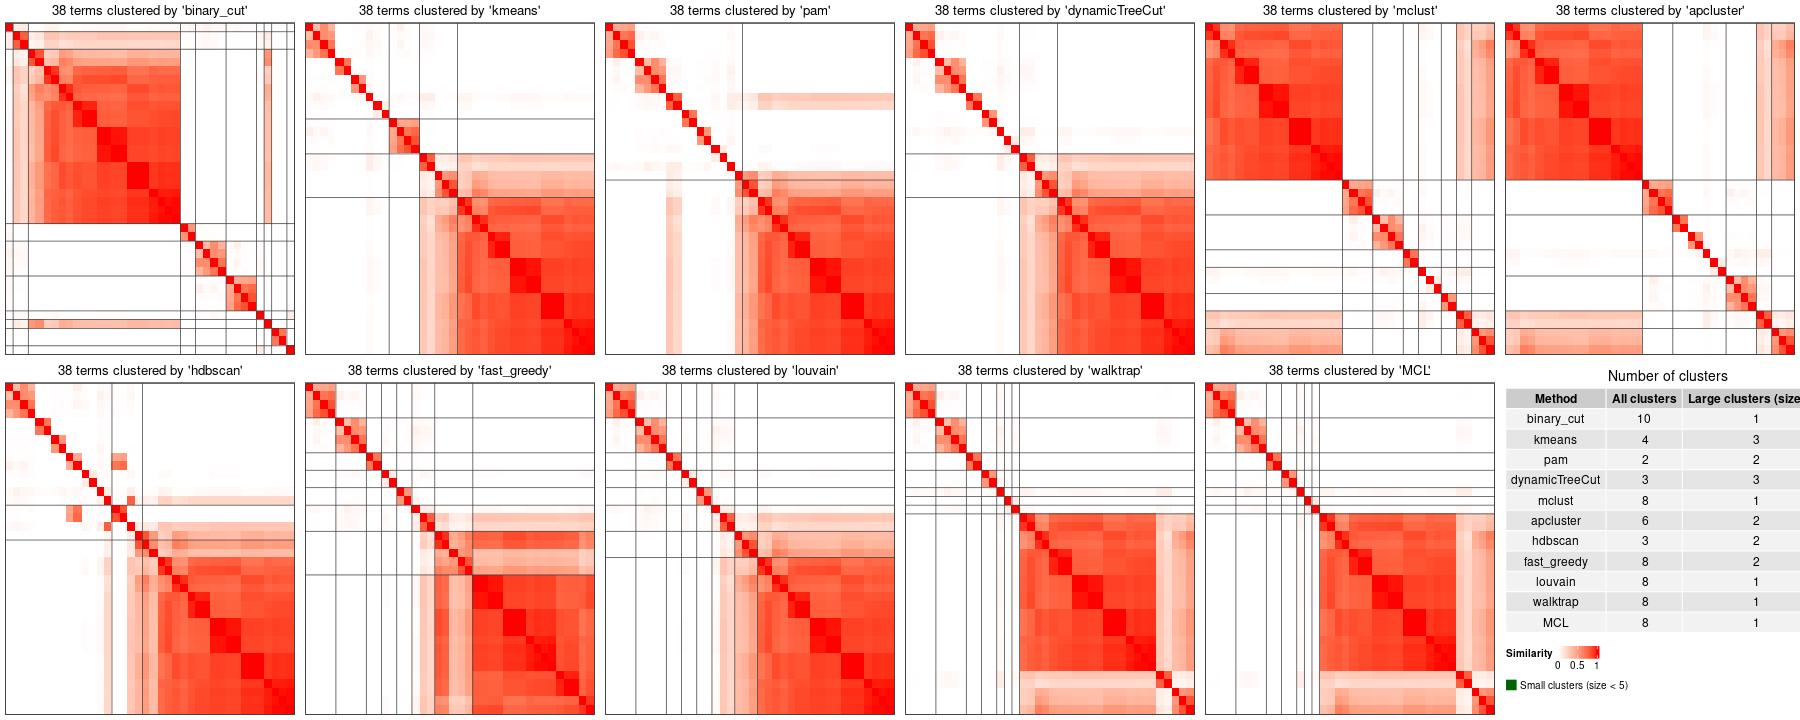 38 terms clustered by 'binary_cut'
38 terms clustered by 'kmeans'
38 terms clustered by 'pam'
38 terms clustered by 'dynamicTreeCut'
38 terms clustered by 'mclust'
38 terms clustered by 'apcluster'
38 terms clustered by 'hdbscan'
38 terms clustered by 'fast_greedy'
38 terms clustered by 'louvain'
38 terms clustered by 'walktrap'
38 terms clustered by 'MCL'
Number of clusters
Method All clusters Large clusters (size
binary_cut 10 1
kmeans 4 3
pam 2 2
dynamicTreeCut 3 3
mclust 8 1
apcluster 6 2
hdbscan 3 2
fast_greedy 8 2
louvain 8 1
walktrap 8 1
MCL 8 1
Similarity
0 0.5 1
Small clusters (size < 5)